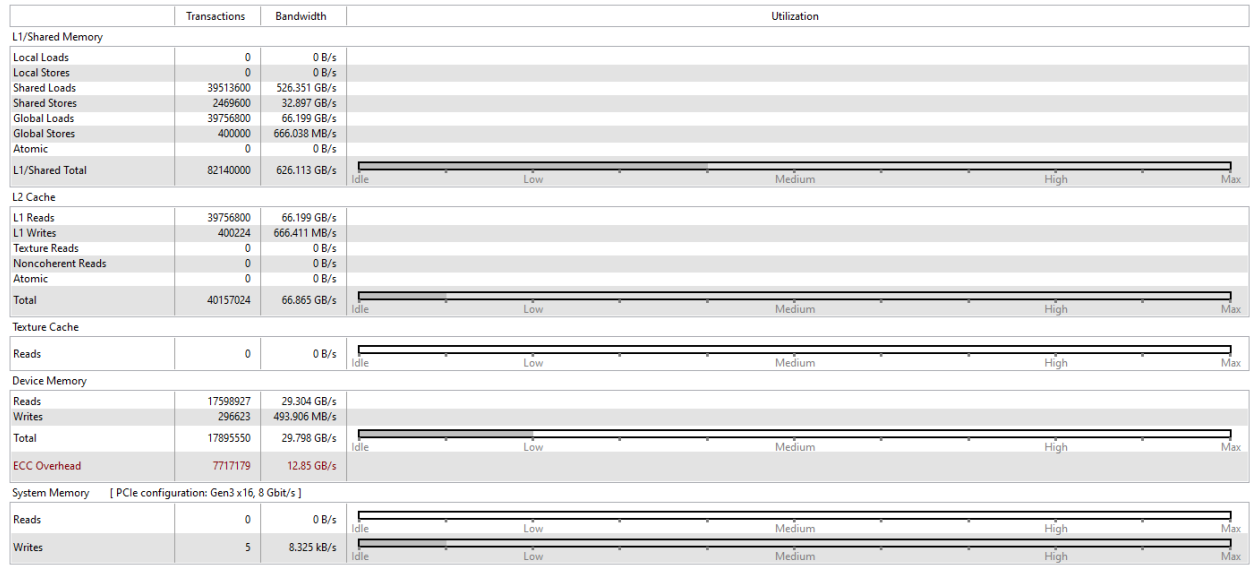 Transactions Bandwidth Utilization
L1/Shared Memory
Local Loads 0 0 B/s
Local Stores 0 0 B/s
Shared Loads 39513600 526.351 GB/s
Shared Stores 2469600 32.897 GB/s
Global Loads 39756800 66.199 GB/s
Global Stores 400000 666.038 MB/s
Atomic 0 0 B/s
L1/Shared Total 82140000 626.113 GB/s
Idle Low Medium High Max
L2 Cache
L1 Reads 39756800 66.199 GB/s
L1 Writes 400224 666.411 MB/s
Texture Reads 0 0 B/s
Noncoherent Reads 0 0 B/s
Atomic 0 0 B/s
Total 40157024 66.865 GB/s
Idle Low Medium High Max
Texture Cache
Reads 0 0 B/s
Idle Low Medium High Max
Device Memory
Reads 17598927 29.304 GB/s
Writes 296623 493.906 MB/s
Total 17895550 29.798 GB/s
Idle Low Medium High Max
ECC Overhead 7717179 12.85 GB/s
System Memory [ PCIe configuration: Gen3 x16, 8 Gbit/s ]
Reads 0 0 B/s
Idle Low Medium High Max
Writes 5 8.325 kB/s
Idle Low Medium High Max